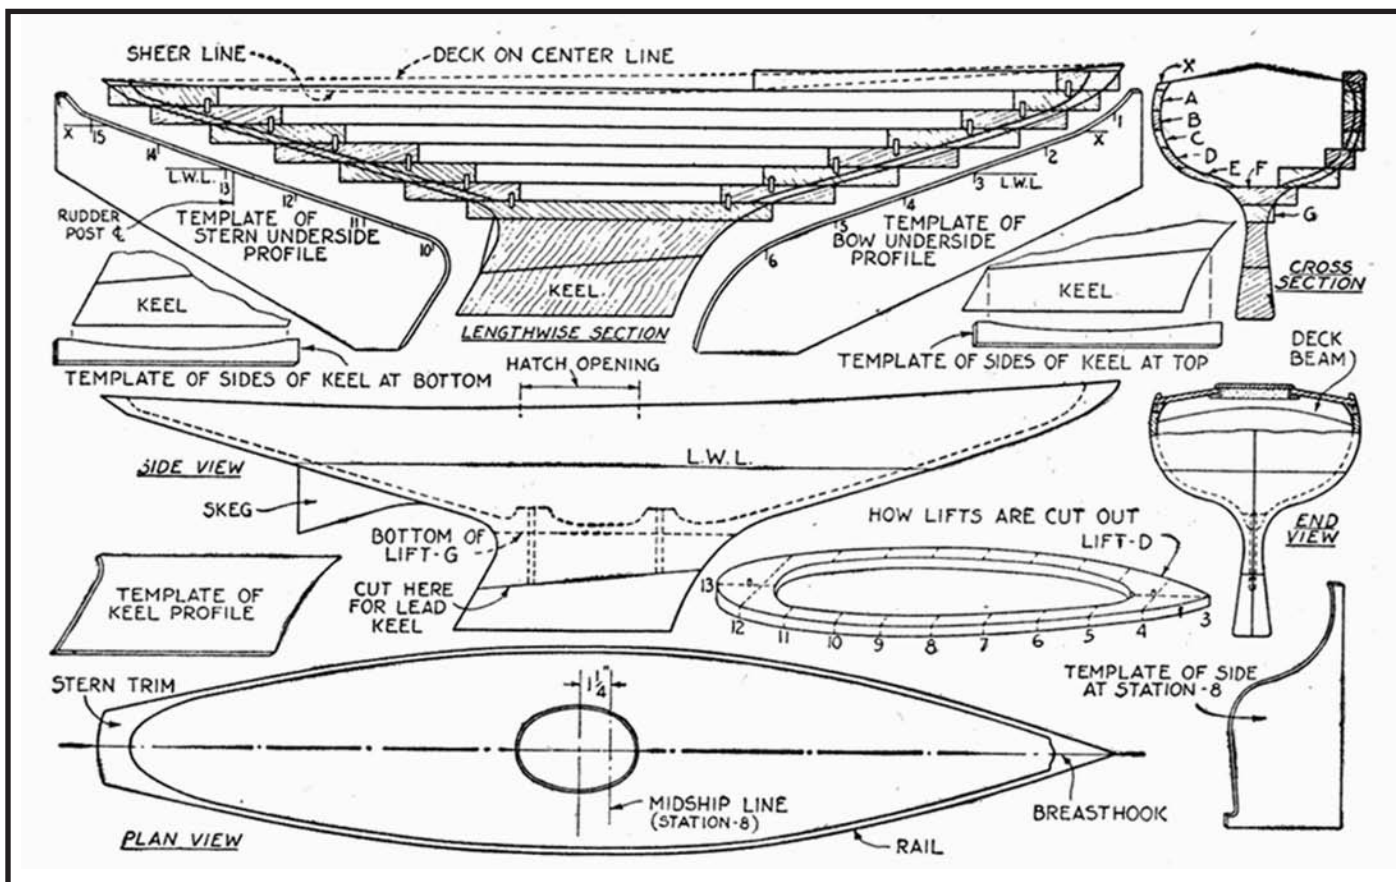 SHEER LINE
DECK ON CENTER LINE
X
15
14
L.W.L.
13
12
11
10
RUDDER
POST ℄
TEMPLATE OF
STERN UNDERSIDE
PROFILE
KEEL
TEMPLATE OF SIDES OF KEEL AT BOTTOM
KEEL
LENGTHWISE SECTION
1
X
2
3
L.W.L.
4
5
6
TEMPLATE OF
BOW UNDERSIDE
PROFILE
KEEL
TEMPLATE OF SIDES OF KEEL AT TOP
X
A
B
C
D
E
F
G
CROSS
SECTION
HATCH OPENING
SIDE VIEW
L.W.L.
SKEG
BOTTOM OF
LIFT-G
CUT HERE
FOR LEAD
KEEL
TEMPLATE OF
KEEL PROFILE
HOW LIFTS ARE CUT OUT
LIFT-D
13
12
11
10
9
8
7
6
5
4
3
DECK
BEAM
END
VIEW
TEMPLATE OF SIDE
AT STATION-8
STERN TRIM
1 1/4"
MIDSHIP LINE
(STATION-8)
BREASTHOOK
RAIL
PLAN VIEW